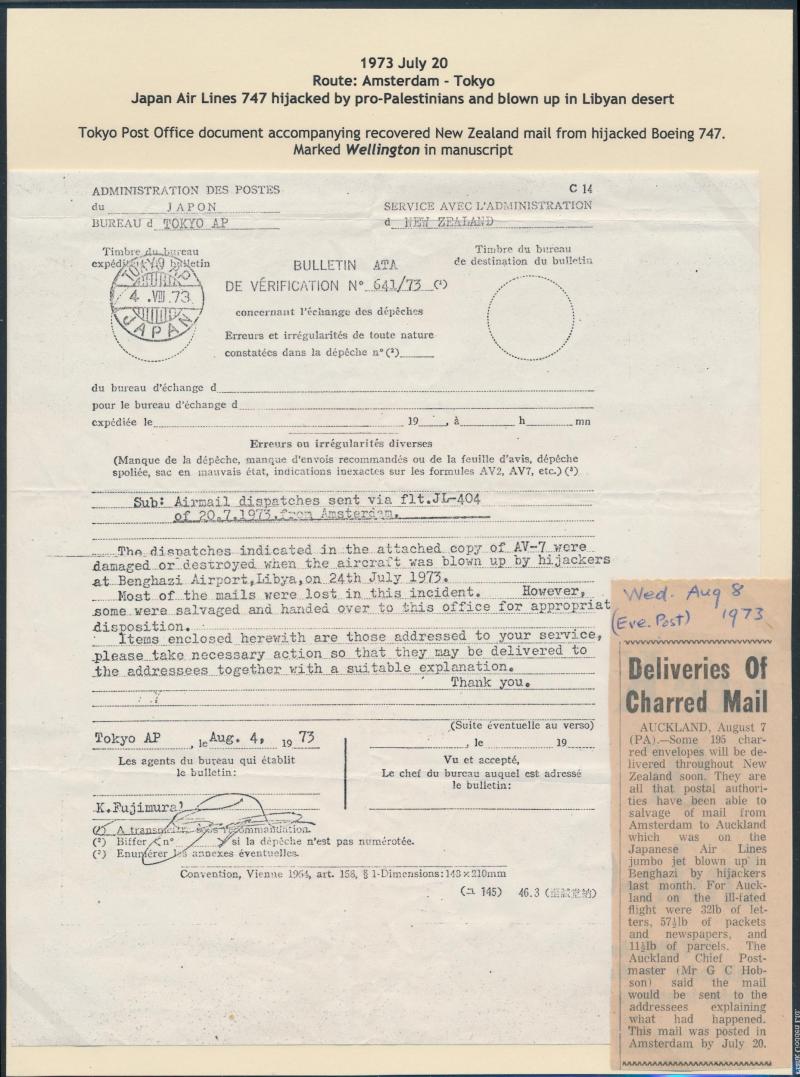 1973 July 20
Route: Amsterdam - Tokyo
Japan Air Lines 747 hijacked by pro-Palestinians and blown up in Libyan desert
Tokyo Post Office document accompanying recovered New Zealand mail from hijacked Boeing 747.
Marked Wellington in manuscript
ADMINISTRATION DES POSTES
C 14
du JAPON
SERVICE AVEC L'ADMINISTRATION
BUREAU d TOKYO AP
d NEW ZEALAND
Timbre du bureau
expéditeur du bulletin
Timbre du bureau
de destination du bulletin
TOKYO AP
4 .VIII 73
JAPAN
BULLETIN ATA
DE VÉRIFICATION N° 641/73 (¹)
concernant l'échange des dépêches
Erreurs et irrégularités de toute nature
constatées dans la dépêche n°(²)
du bureau d'échange d
pour le bureau d'échange d
expédiée le 19 , à h mn
Erreurs ou irrégularités diverses
(Manque de la dépêche, manque d'envois recommandés ou de la feuille d'avis, dépêche
spoliée, sac en mauvais état, indications inexactes sur les formules AV2, AV7, etc.) (³)
Sub: Airmail dispatches sent via flt.JL-404
of 20.7.1973.from Amsterdam.
The dispatches indicated in the attached copy of AV-7 were
damaged or destroyed when the aircraft was blown up by hijackers
at Benghazi Airport,Libya,on 24th July 1973.
Most of the mails were lost in this incident. However,
some were salvaged and handed over to this office for appropriat
disposition.
Items enclosed herewith are those addressed to your service,
please take necessary action so that they may be delivered to
the addressees together with a suitable explanation.
Thank you.
(Suite éventuelle au verso)
Tokyo AP , le Aug. 4, 19 73
, le 19
Les agents du bureau qui établit
le bulletin:
Vu et accepté,
Le chef du bureau auquel est adressé
le bulletin:
K.Fujimura
(¹) A transmettre sous recommandation.
(²) Biffer « n° » si la dépêche n'est pas numérotée.
(³) Enumérer les annexes éventuelles.
Convention, Vienne 1964, art. 158, § 1-Dimensions: 148×210mm
145) 46.3
Wed. Aug 8
(Eve. Post) 1973
Deliveries Of
Charred Mail
AUCKLAND, August 7
(PA).—Some 195 char-
red envelopes will be de-
livered throughout New
Zealand soon. They are
all that postal authori-
ties have been able to
salvage of mail from
Amsterdam to Auckland
which was on the
Japanese Air Lines
jumbo jet blown up in
Benghazi by hijackers
last month. For Auck-
land on the ill-fated
flight were 32lb of let-
ters, 57½lb of packets
and newspapers, and
11½lb of parcels. The
Auckland Chief Post-
master (Mr G C Hob-
son) said the mail
would be sent to the
addressees explaining
what had happened.
This mail was posted in
Amsterdam by July 20.